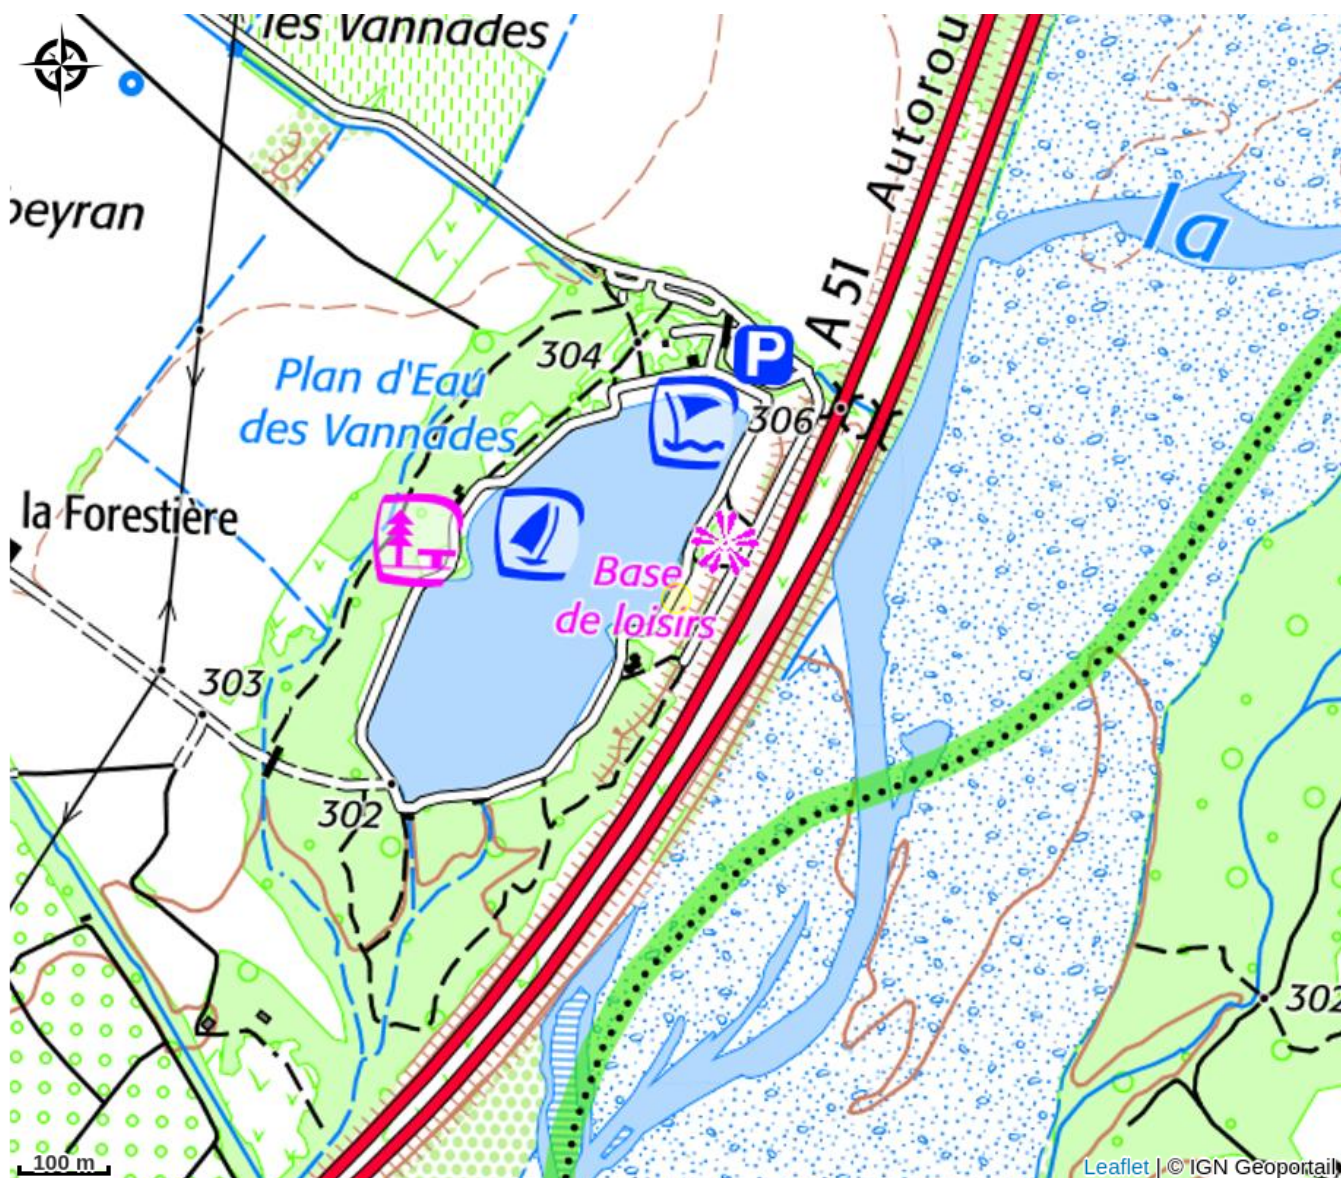 les Vannades
Autorou
beyran
la
A 51
P
304
Plan d'Eau
des Vannades
306
la Forestière
Base
de loisirs
303
302
302
100 m
Leaflet | © IGN Geoportail